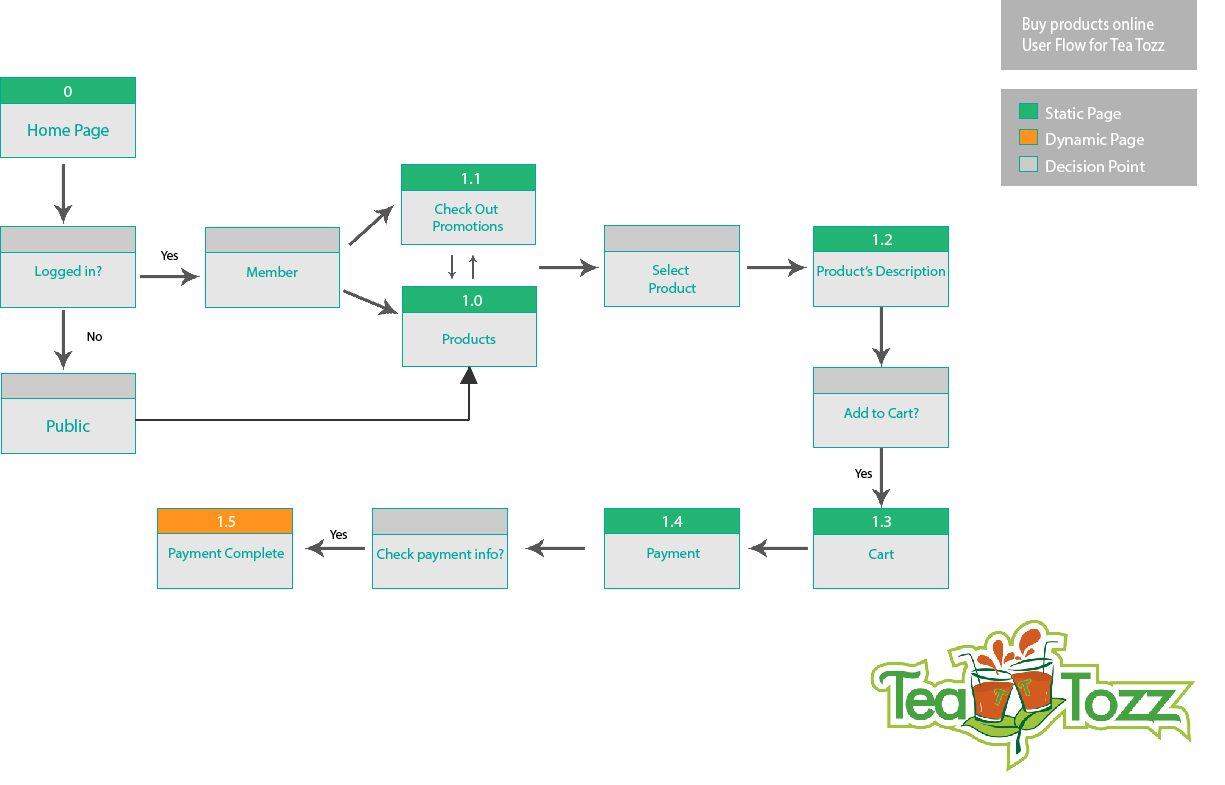 Buy products online
User Flow for Tea Tozz
Static Page
Dynamic Page
Decision Point
0
Home Page
Logged in?
Yes
Member
No
Public
1.1
Check Out
Promotions
1.0
Products
Select
Product
1.2
Product's Description
Add to Cart?
Yes
1.3
Cart
1.4
Payment
Check payment info?
Yes
1.5
Payment Complete
Tea T T Tozz